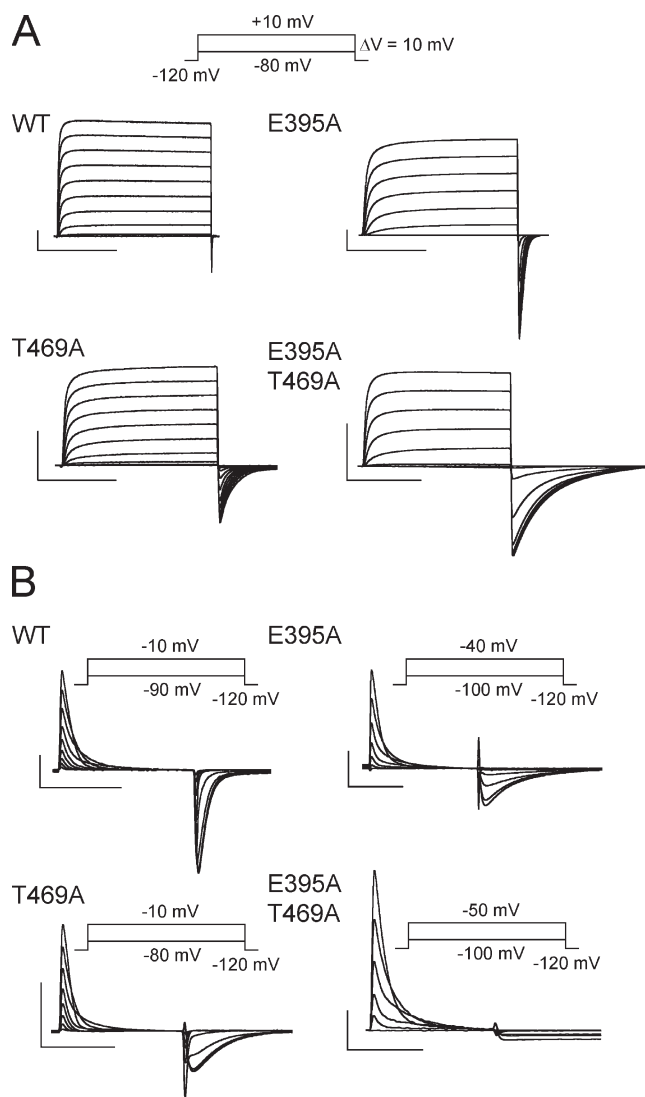 A
+10 mV
ΔV = 10 mV
-120 mV
-80 mV
WT
E395A
T469A
E395A
T469A
B
WT
-10 mV
-90 mV
-120 mV
E395A
-40 mV
-100 mV
-120 mV
T469A
-10 mV
-80 mV
-120 mV
E395A
T469A
-50 mV
-100 mV
-120 mV